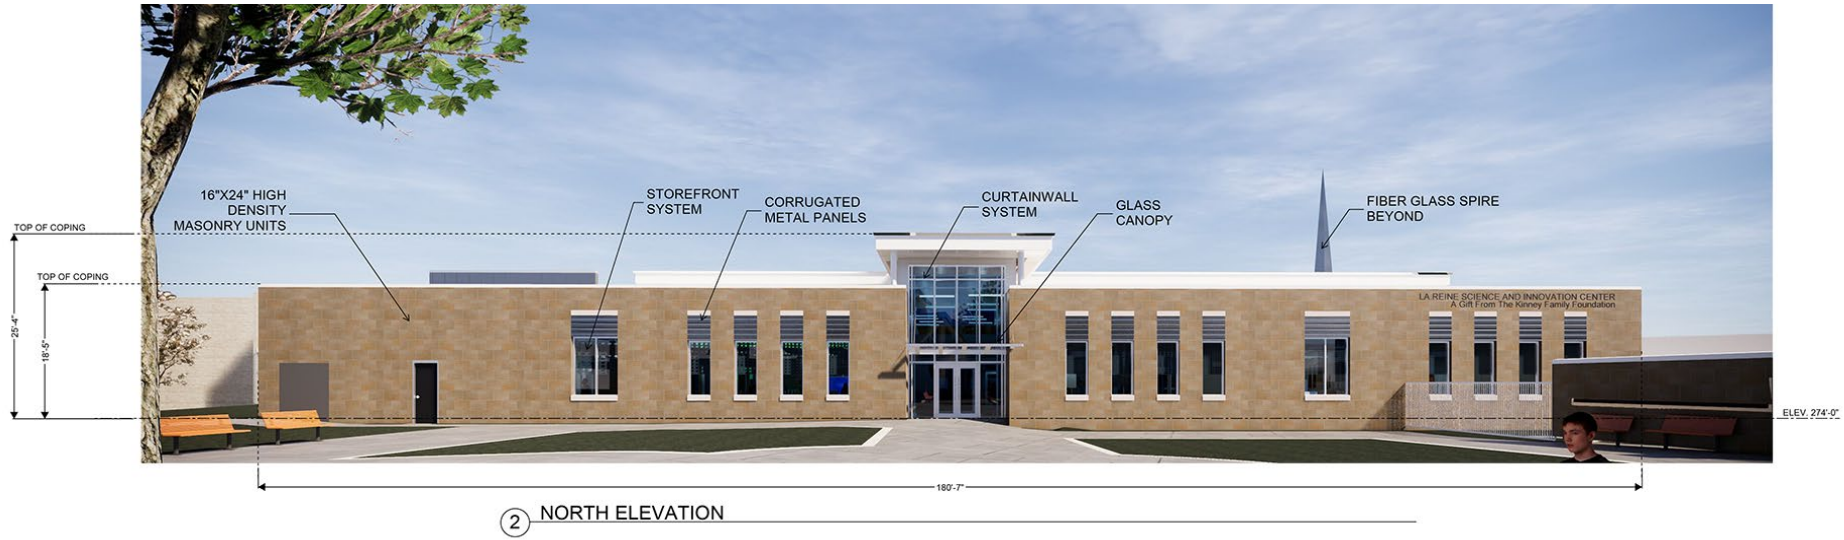 16"X24" HIGH
DENSITY
MASONRY UNITS
STOREFRONT
SYSTEM
CORRUGATED
METAL PANELS
CURTAINWALL
SYSTEM
GLASS
CANOPY
FIBER GLASS SPIRE
BEYOND
TOP OF COPING
TOP OF COPING
25'-4"
18'-5"
LA REINE SCIENCE AND INNOVATION CENTER
A Gift From The Kinney Family Foundation
ELEV. 274'-0"
180'-7"
2 NORTH ELEVATION